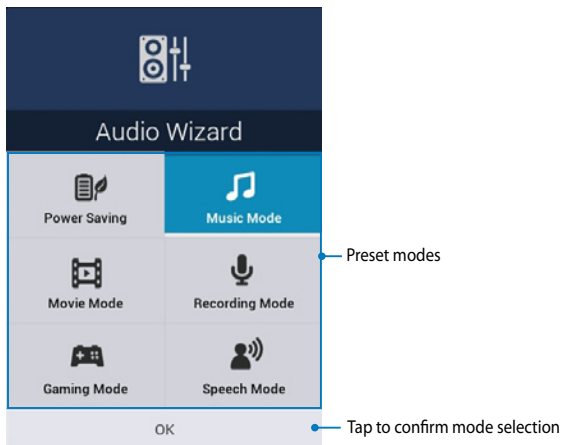 Audio Wizard
Power Saving
Music Mode
Movie Mode
Recording Mode
Preset modes
Gaming Mode
Speech Mode
OK
Tap to confirm mode selection